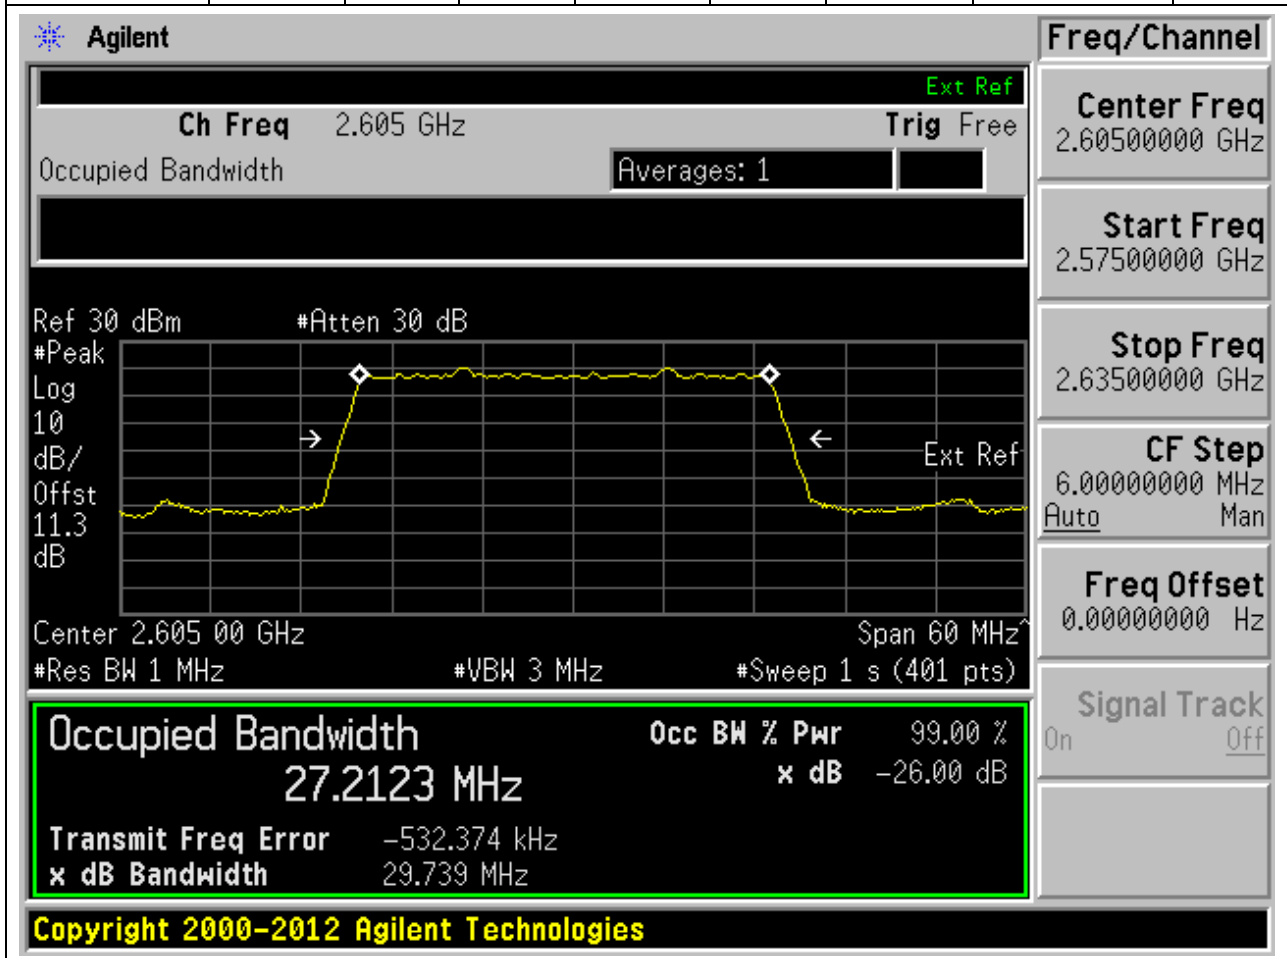 Agilent
Freq/Channel
Ext Ref
Ch Freq 2.605 GHz Trig Free
Occupied Bandwidth Averages: 1
Center Freq
2.60500000 GHz
Start Freq
2.57500000 GHz
Stop Freq
2.63500000 GHz
CF Step
6.00000000 MHz
Auto Man
Freq Offset
0.00000000 Hz
Signal Track
On Off
Ref 30 dBm #Atten 30 dB
#Peak
Log
10
dB/
Offst
11.3
dB
Ext Ref
Center 2.605 00 GHz Span 60 MHz^
#Res BW 1 MHz #VBW 3 MHz #Sweep 1 s (401 pts)
Occupied Bandwidth
27.2123 MHz
Occ BW % Pwr 99.00 %
x dB -26.00 dB
Transmit Freq Error -532.374 kHz
x dB Bandwidth 29.739 MHz
Copyright 2000-2012 Agilent Technologies